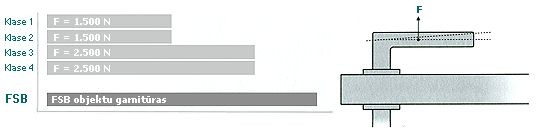 Klase 1 F = 1.500 N
Klase 2 F = 1.500 N
Klase 3 F = 2.500 N
Klase 4 F = 2.500 N
FSB FSB objektu garnitūras
F